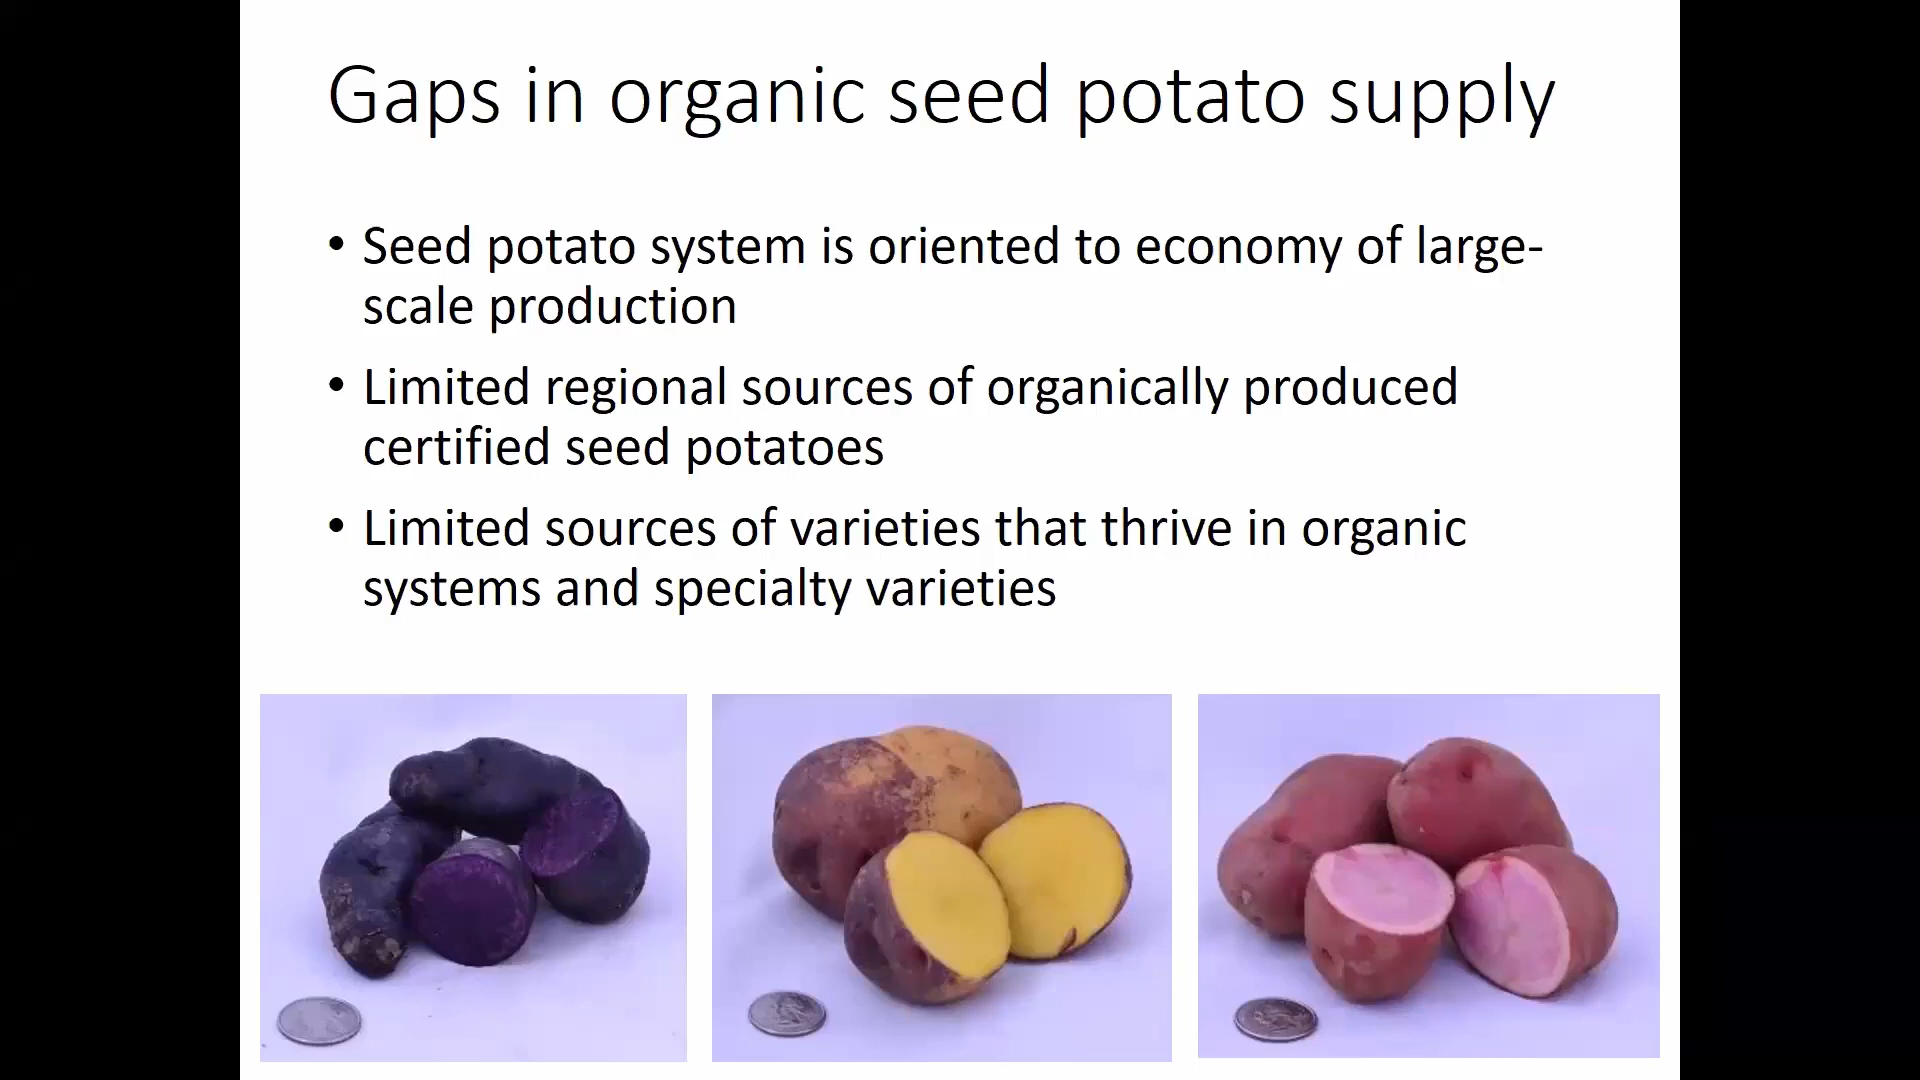 Gaps in organic seed potato supply
• Seed potato system is oriented to economy of large-
scale production
• Limited regional sources of organically produced
certified seed potatoes
• Limited sources of varieties that thrive in organic
systems and specialty varieties